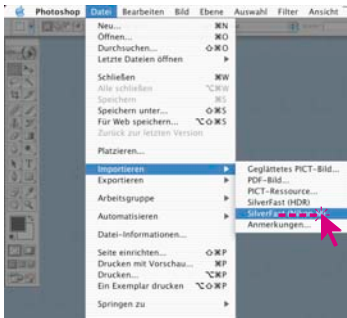 Photoshop Datei Bearbeiten Bild Ebene Auswahl Filter Ansicht
Neu... ⌘N
Öffnen... ⌘O
Durchsuchen... ⇧⌘O
Letzte Dateien öffnen ▶
Schließen ⌘W
Alle schließen ⌥⌘W
Speichern ⌘S
Speichern unter... ⇧⌘S
Für Web speichern... ⌥⇧⌘S
Zurück zur letzten Version
Platzieren...
Importieren ▶
Exportieren ▶
Arbeitsgruppe ▶
Automatisieren ▶
Datei-Informationen...
Seite einrichten... ⇧⌘P
Drucken mit Vorschau... ⌘P
Drucken... ⌥⌘P
Ein Exemplar drucken ⌥⇧⌘P
Springen zu ▶
Geglättetes PICT-Bild...
PDF-Bild...
PICT-Ressource...
SilverFast (HDR)
SilverFast
Anmerkungen...